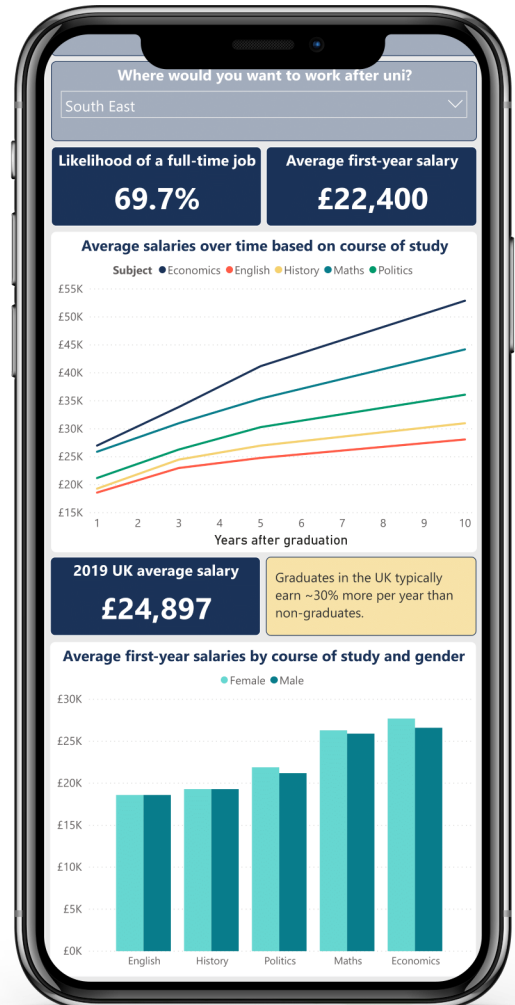 Where would you want to work after uni?
South East
Likelihood of a full-time job
69.7%
Average first-year salary
£22,400
Average salaries over time based on course of study
Subject Economics English History Maths Politics
£55K
£50K
£45K
£40K
£35K
£30K
£25K
£20K
£15K
1 2 3 4 5 6 7 8 9 10
Years after graduation
2019 UK average salary
£24,897
Graduates in the UK typically
earn ~30% more per year than
non-graduates.
Average first-year salaries by course of study and gender
Female Male
£30K
£25K
£20K
£15K
£10K
£5K
£0K
English History Politics Maths Economics